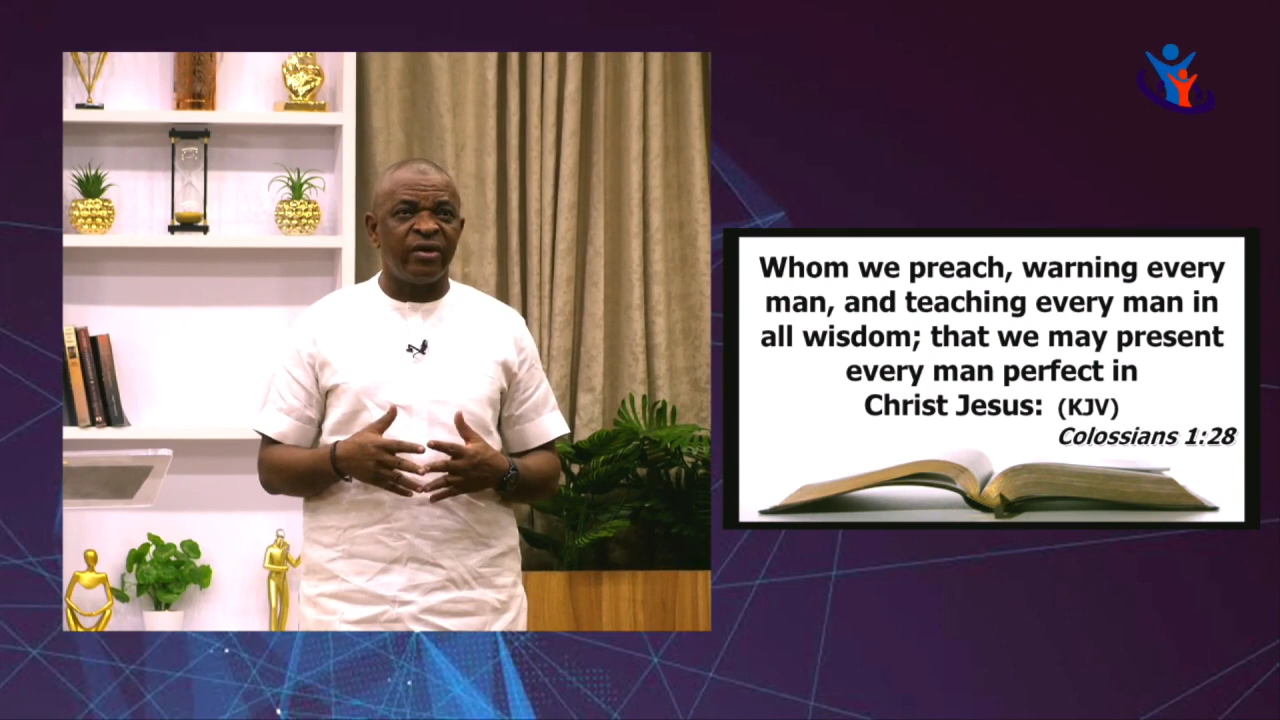 Whom we preach, warning every
man, and teaching every man in
all wisdom; that we may present
every man perfect in
Christ Jesus: (KJV)
Colossians 1:28